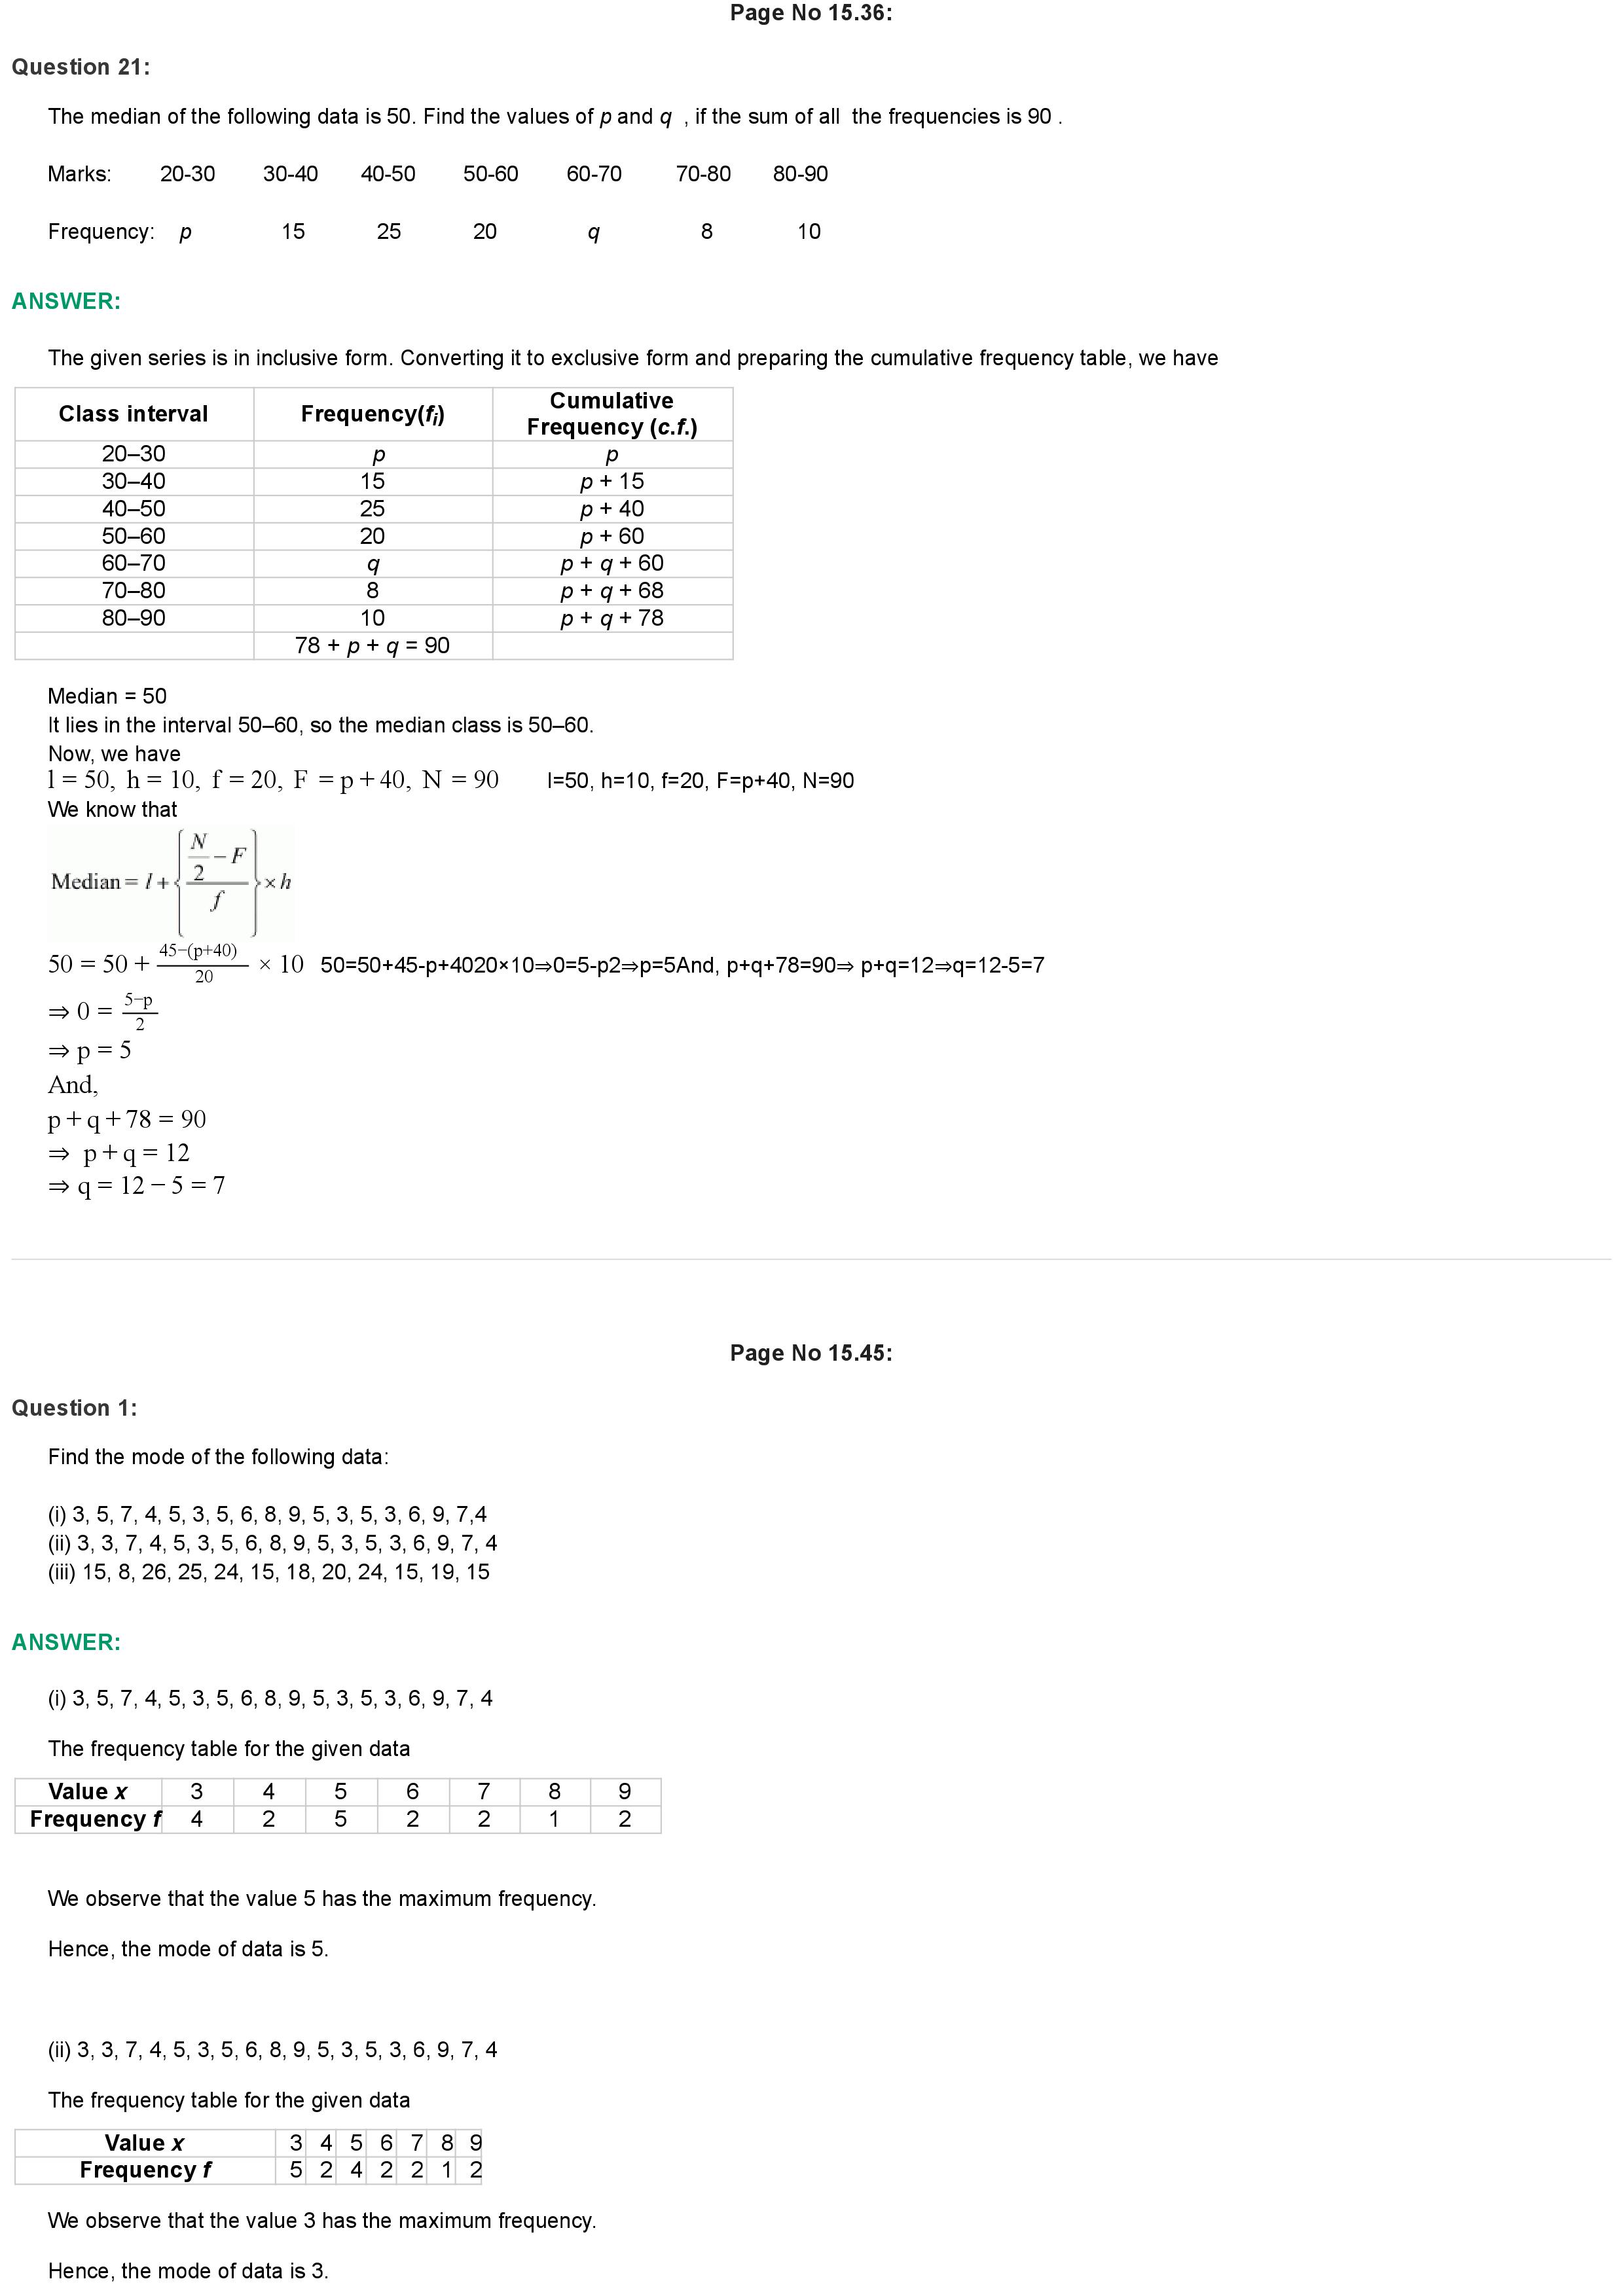 Page No 15.36:
Question 21:
The median of the following data is 50. Find the values of p and q , if the sum of all the frequencies is 90 .
Marks: 20-30 30-40 40-50 50-60 60-70 70-80 80-90
Frequency: p 15 25 20 q 8 10
ANSWER:
The given series is in inclusive form. Converting it to exclusive form and preparing the cumulative frequency table, we have
Class interval Frequency(fi) Cumulative Frequency (c.f.)
20–30 p p
30–40 15 p + 15
40–50 25 p + 40
50–60 20 p + 60
60–70 q p + q + 60
70–80 8 p + q + 68
80–90 10 p + q + 78
78 + p + q = 90
Median = 50
It lies in the interval 50–60, so the median class is 50–60.
Now, we have
l = 50, h = 10, f = 20, F = p + 40, N = 90 l=50, h=10, f=20, F=p+40, N=90
We know that
Median = l + { (N/2 − F) / f } × h
50 = 50 + 45−(p+40)/20 × 10 50=50+45-p+4020×10⇒0=5-p2⇒p=5And, p+q+78=90⇒ p+q=12⇒q=12-5=7
⇒ 0 = 5−p/2
⇒ p = 5
And,
p + q + 78 = 90
⇒ p + q = 12
⇒ q = 12 − 5 = 7
Page No 15.45:
Question 1:
Find the mode of the following data:
(i) 3, 5, 7, 4, 5, 3, 5, 6, 8, 9, 5, 3, 5, 3, 6, 9, 7,4
(ii) 3, 3, 7, 4, 5, 3, 5, 6, 8, 9, 5, 3, 5, 3, 6, 9, 7, 4
(iii) 15, 8, 26, 25, 24, 15, 18, 20, 24, 15, 19, 15
ANSWER:
(i) 3, 5, 7, 4, 5, 3, 5, 6, 8, 9, 5, 3, 5, 3, 6, 9, 7, 4
The frequency table for the given data
Value x 3 4 5 6 7 8 9
Frequency f 4 2 5 2 2 1 2
We observe that the value 5 has the maximum frequency.
Hence, the mode of data is 5.
(ii) 3, 3, 7, 4, 5, 3, 5, 6, 8, 9, 5, 3, 5, 3, 6, 9, 7, 4
The frequency table for the given data
Value x 3 4 5 6 7 8 9
Frequency f 5 2 4 2 2 1 2
We observe that the value 3 has the maximum frequency.
Hence, the mode of data is 3.